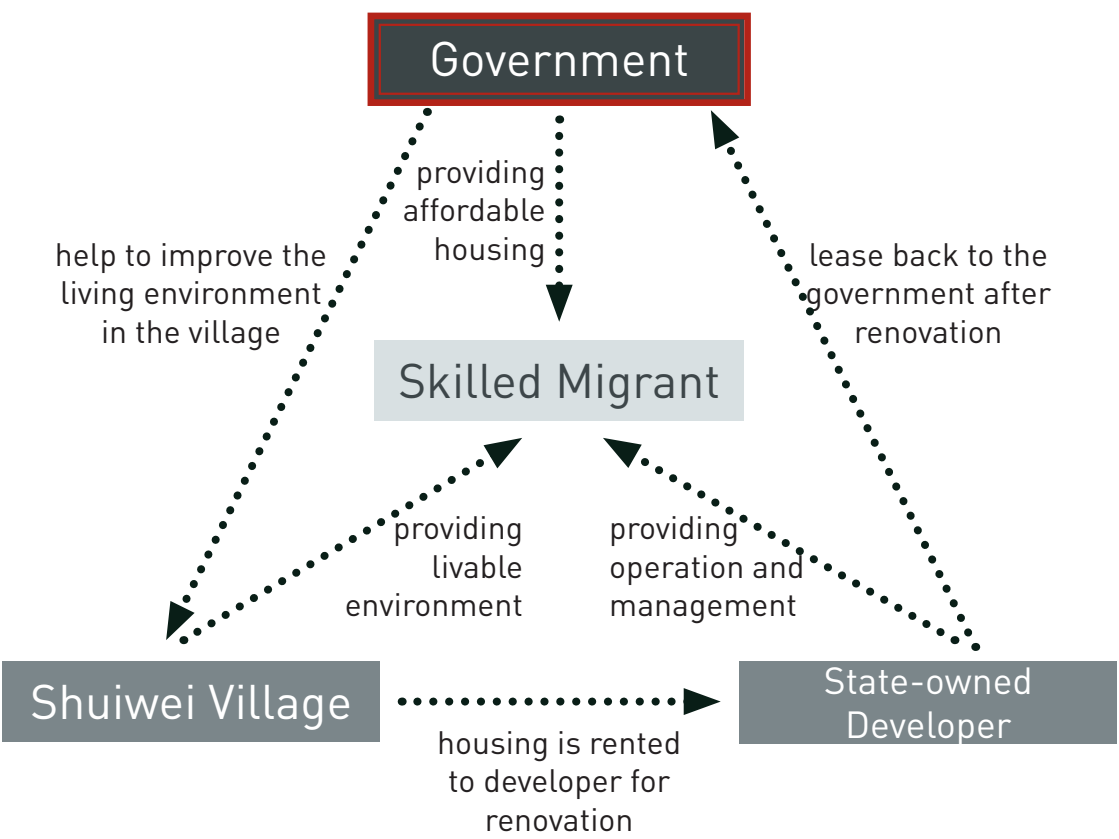 Government
providing
affordable
housing
help to improve the
living environment
in the village
lease back to the
government after
renovation
Skilled Migrant
providing
livable
environment
providing
operation and
management
Shuiwei Village
State-owned
Developer
housing is rented
to developer for
renovation